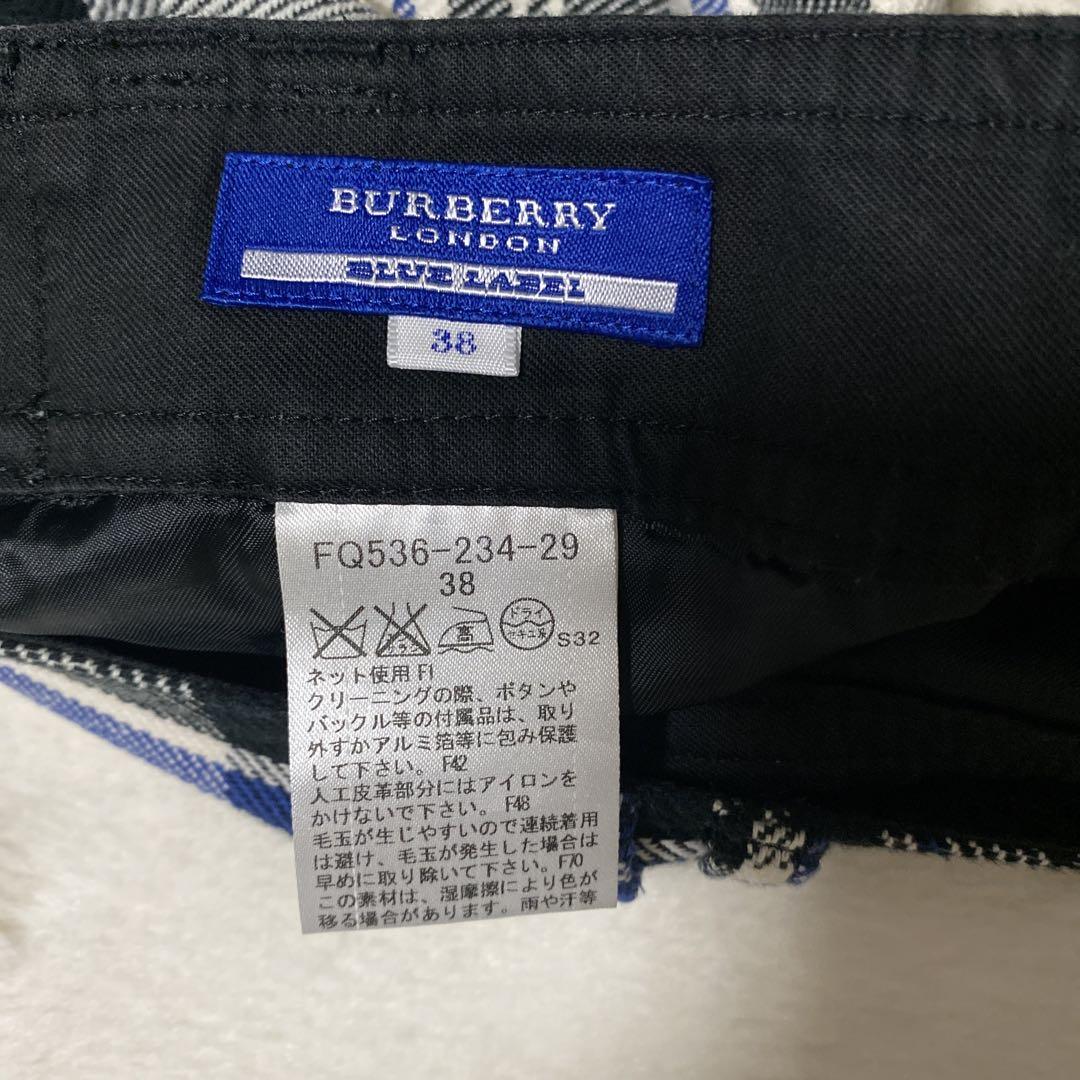 BURBERRY
LONDON
BLUE LABEL
38
FQ536-234-29
38
高
ドライ
セキユ系
S32
ネット使用 F1
クリーニングの際、ボタンや
バックル等の付属品は、取り
外すかアルミ箔等に包み保護
して下さい。 F42
人工皮革部分にはアイロンを
かけないで下さい。 F48
毛玉が生じやすいので連続着用
は避け、毛玉が発生した場合は
早めに取り除いて下さい。F70
この素材は、湿摩擦により色が
移る場合があります。雨や汗等